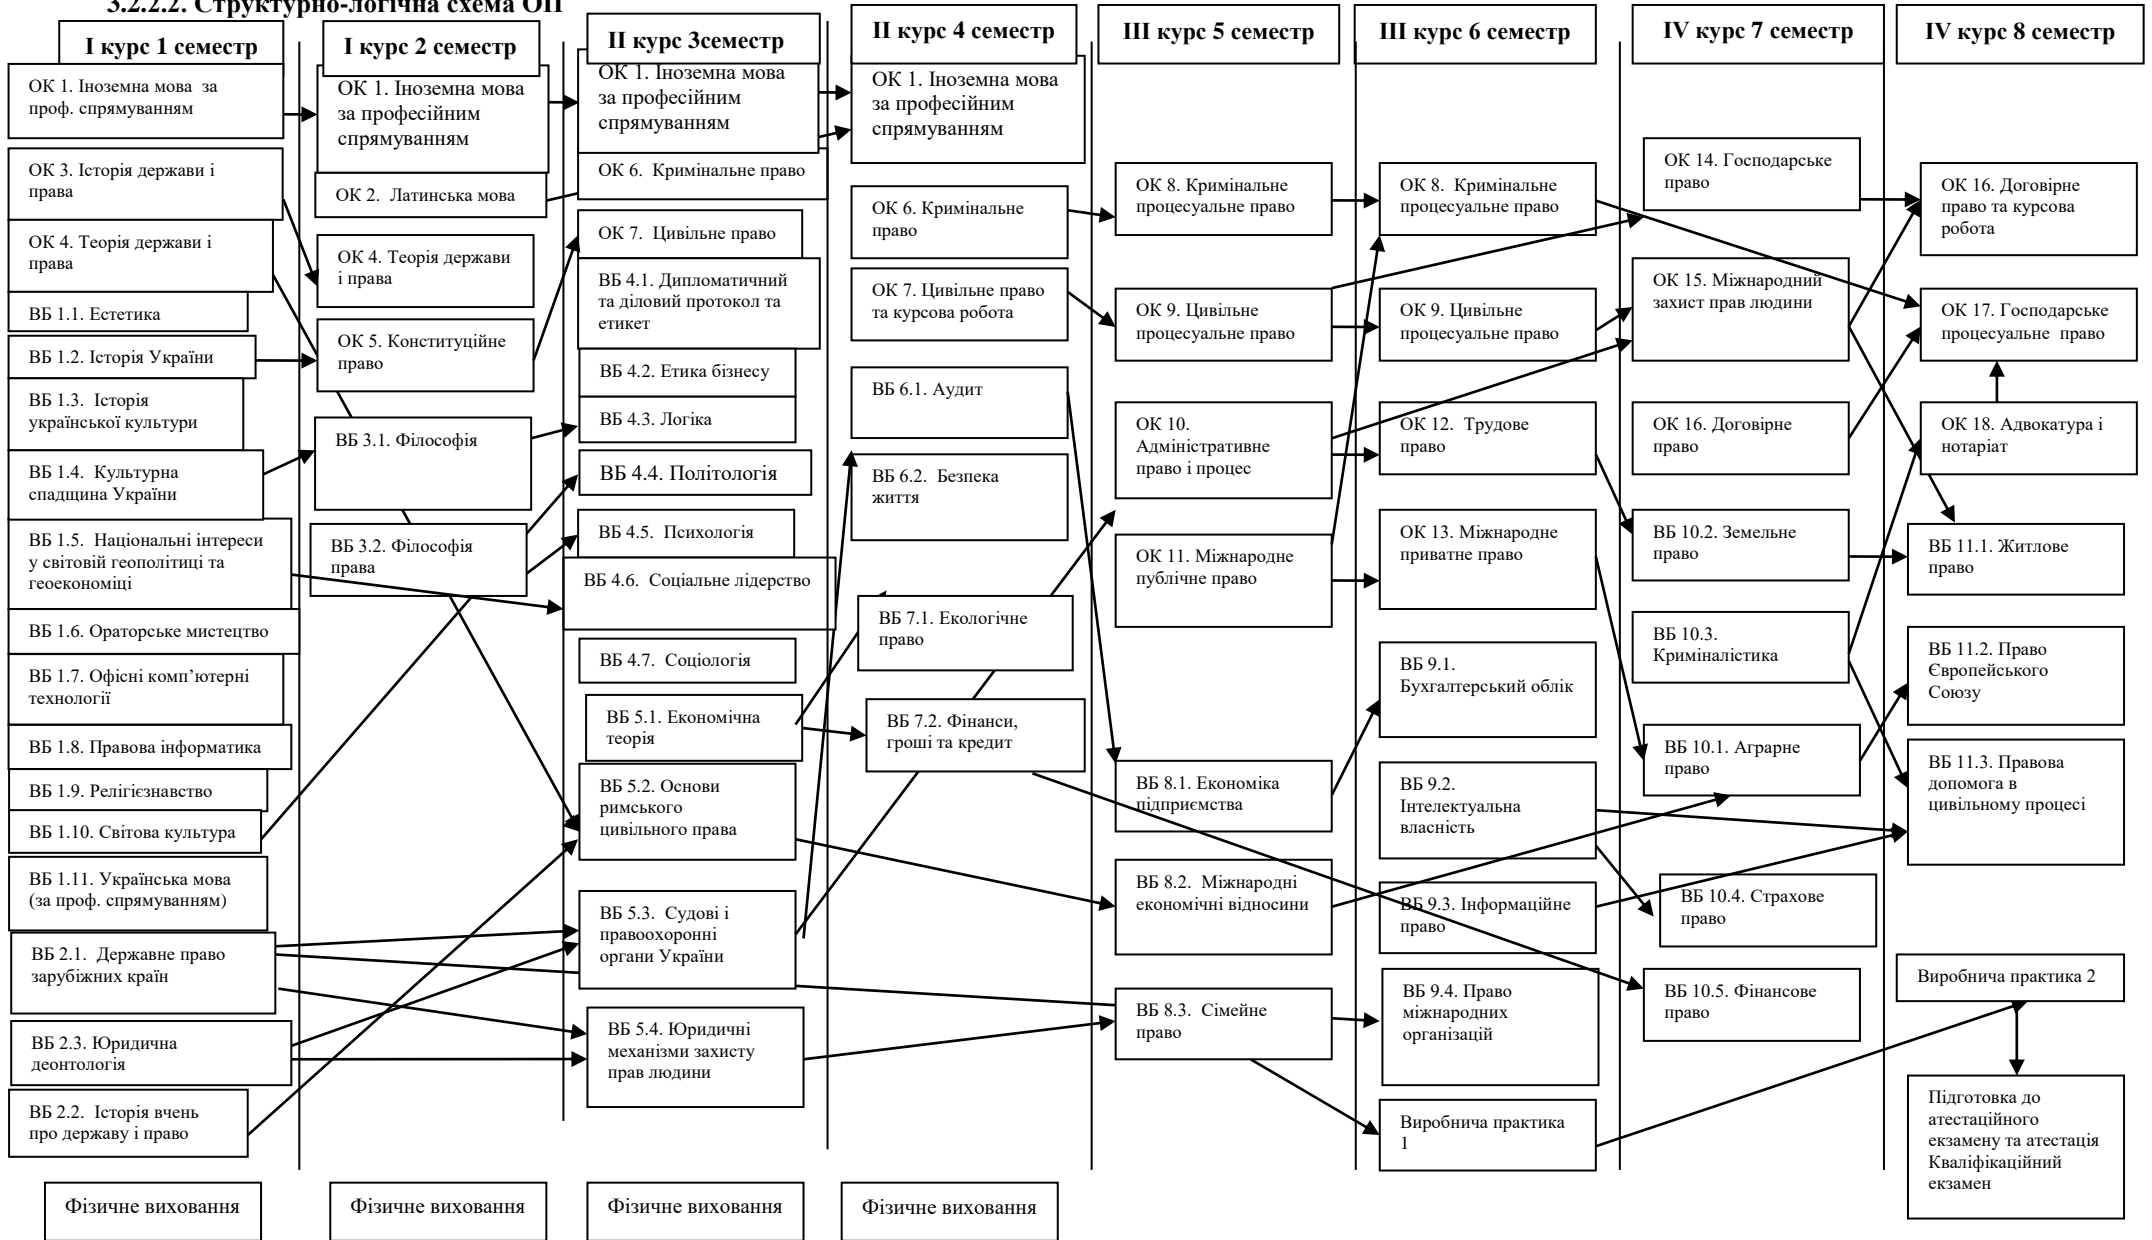 3.2.2.2. Структурно-логічна схема ОП
І курс 1 семестр
ОК 1. Іноземна мова за
проф. спрямуванням
ОК 3. Історія держави і
права
ОК 4. Теорія держави і
права
ВБ 1.1. Естетика
ВБ 1.2. Історія України
ВБ 1.3. Історія
української культури
ВБ 1.4. Культурна
спадщина України
ВБ 1.5. Національні інтереси
у світовій геополітиці та
геоекономіці
ВБ 1.6. Ораторське мистецтво
ВБ 1.7. Офісні комп’ютерні
технології
ВБ 1.8. Правова інформатика
ВБ 1.9. Релігієзнавство
ВБ 1.10. Світова культура
ВБ 1.11. Українська мова
(за проф. спрямуванням)
ВБ 2.1. Державне право
зарубіжних країн
ВБ 2.3. Юридична
деонтологія
ВБ 2.2. Історія вчень
про державу і право
Фізичне виховання
І курс 2 семестр
ОК 1. Іноземна мова
за професійним
спрямуванням
ОК 2. Латинська мова
ОК 4. Теорія держави
і права
ОК 5. Конституційне
право
ВБ 3.1. Філософія
ВБ 3.2. Філософія
права
Фізичне виховання
ІІ курс 3семестр
ОК 1. Іноземна мова
за професійним
спрямуванням
ОК 6. Кримінальне право
ОК 7. Цивільне право
ВБ 4.1. Дипломатичний
та діловий протокол та
етикет
ВБ 4.2. Етика бізнесу
ВБ 4.3. Логіка
ВБ 4.4. Політологія
ВБ 4.5. Психологія
ВБ 4.6. Соціальне лідерство
ВБ 4.7. Соціологія
ВБ 5.1. Економічна
теорія
ВБ 5.2. Основи
римського
цивільного права
ВБ 5.3. Судові і
правоохоронні
органи України
ВБ 5.4. Юридичні
механізми захисту
прав людини
Фізичне виховання
ІІ курс 4 семестр
ОК 1. Іноземна мова
за професійним
спрямуванням
ОК 6. Кримінальне
право
ОК 7. Цивільне право
та курсова робота
ВБ 6.1. Аудит
ВБ 6.2. Безпека
життя
ВБ 7.1. Екологічне
право
ВБ 7.2. Фінанси,
гроші та кредит
Фізичне виховання
ІІІ курс 5 семестр
ОК 8. Кримінальне
процесуальне право
ОК 9. Цивільне
процесуальне право
ОК 10.
Адміністративне
право і процес
ОК 11. Міжнародне
публічне право
ВБ 8.1. Економіка
підприємства
ВБ 8.2. Міжнародні
економічні відносини
ВБ 8.3. Сімейне
право
ІІІ курс 6 семестр
ОК 8. Кримінальне
процесуальне право
ОК 9. Цивільне
процесуальне право
ОК 12. Трудове
право
ОК 13. Міжнародне
приватне право
ВБ 9.1.
Бухгалтерський облік
ВБ 9.2.
Інтелектуальна
власність
ВБ 9.3. Інформаційне
право
ВБ 9.4. Право
міжнародних
організацій
Виробнича практика
1
IV курс 7 семестр
ОК 14. Господарське
право
ОК 15. Міжнародний
захист прав людини
ОК 16. Договірне
право
ВБ 10.2. Земельне
право
ВБ 10.3.
Криміналістика
ВБ 10.1. Аграрне
право
ВБ 10.4. Страхове
право
ВБ 10.5. Фінансове
право
IV курс 8 семестр
ОК 16. Договірне
право та курсова
робота
ОК 17. Господарське
процесуальне право
ОК 18. Адвокатура і
нотаріат
ВБ 11.1. Житлове
право
ВБ 11.2. Право
Європейського
Союзу
ВБ 11.3. Правова
допомога в
цивільному процесі
Виробнича практика 2
Підготовка до
атестаційного
екзамену та атестація
Кваліфікаційний
екзамен